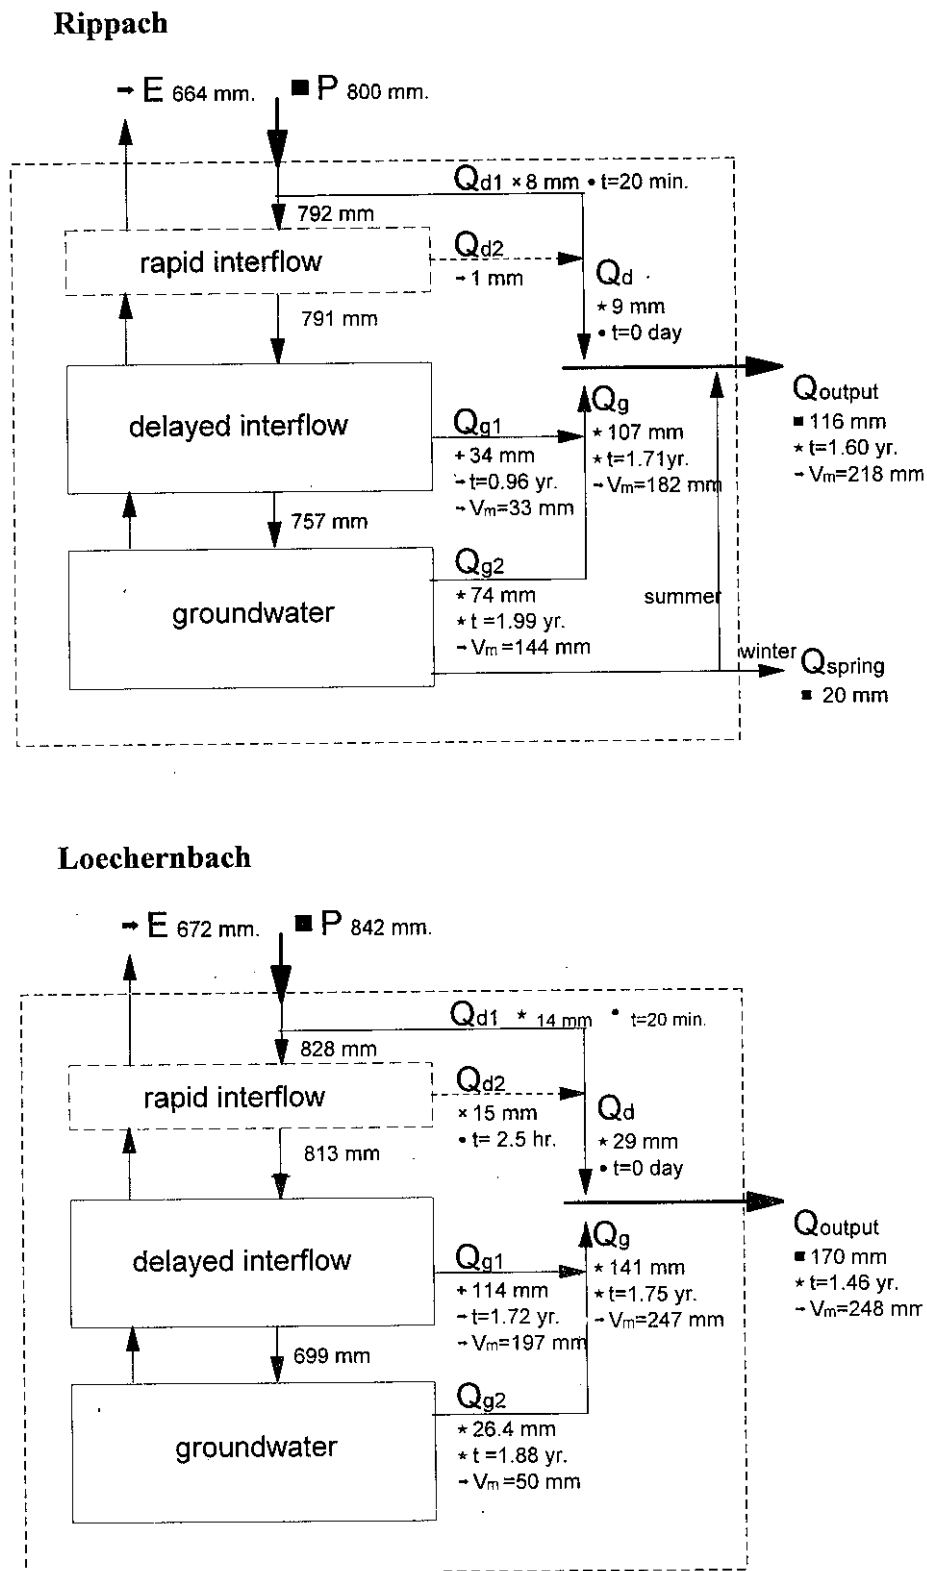 Rippach
→ E 664 mm. ■ P 800 mm.
Qd1 × 8 mm • t=20 min.
792 mm
rapid interflow
Qd2
→ 1 mm
Qd
* 9 mm
• t=0 day
791 mm
delayed interflow
Qg1
+ 34 mm
→ t=0.96 yr.
→ Vm=33 mm
Qg
* 107 mm
* t=1.71yr.
→ Vm=182 mm
Qoutput
■ 116 mm
* t=1.60 yr.
→ Vm=218 mm
757 mm
groundwater
Qg2
* 74 mm
* t =1.99 yr.
→ Vm=144 mm
summer
winter
Qspring
■ 20 mm
Loechernbach
→ E 672 mm. ■ P 842 mm.
Qd1 * 14 mm • t=20 min.
828 mm
rapid interflow
Qd2
× 15 mm
• t= 2.5 hr.
Qd
* 29 mm
• t=0 day
813 mm
delayed interflow
Qg1
+ 114 mm
→ t=1.72 yr.
→ Vm=197 mm
Qg
* 141 mm
* t=1.75 yr.
→ Vm=247 mm
Qoutput
■ 170 mm
* t=1.46 yr.
→ Vm=248 mm
699 mm
groundwater
Qg2
* 26.4 mm
* t =1.88 yr.
→ Vm=50 mm